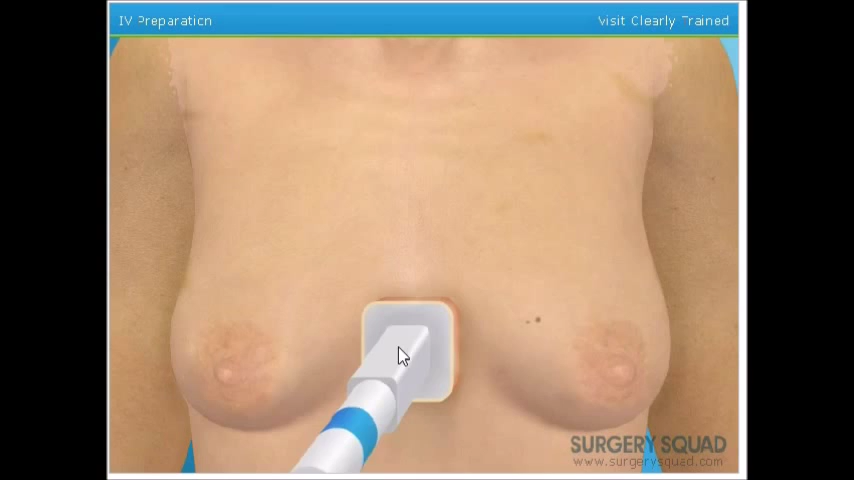 IV Preparation
Visit Clearly Trained
SURGERY SQUAD
www.surgerysquad.com